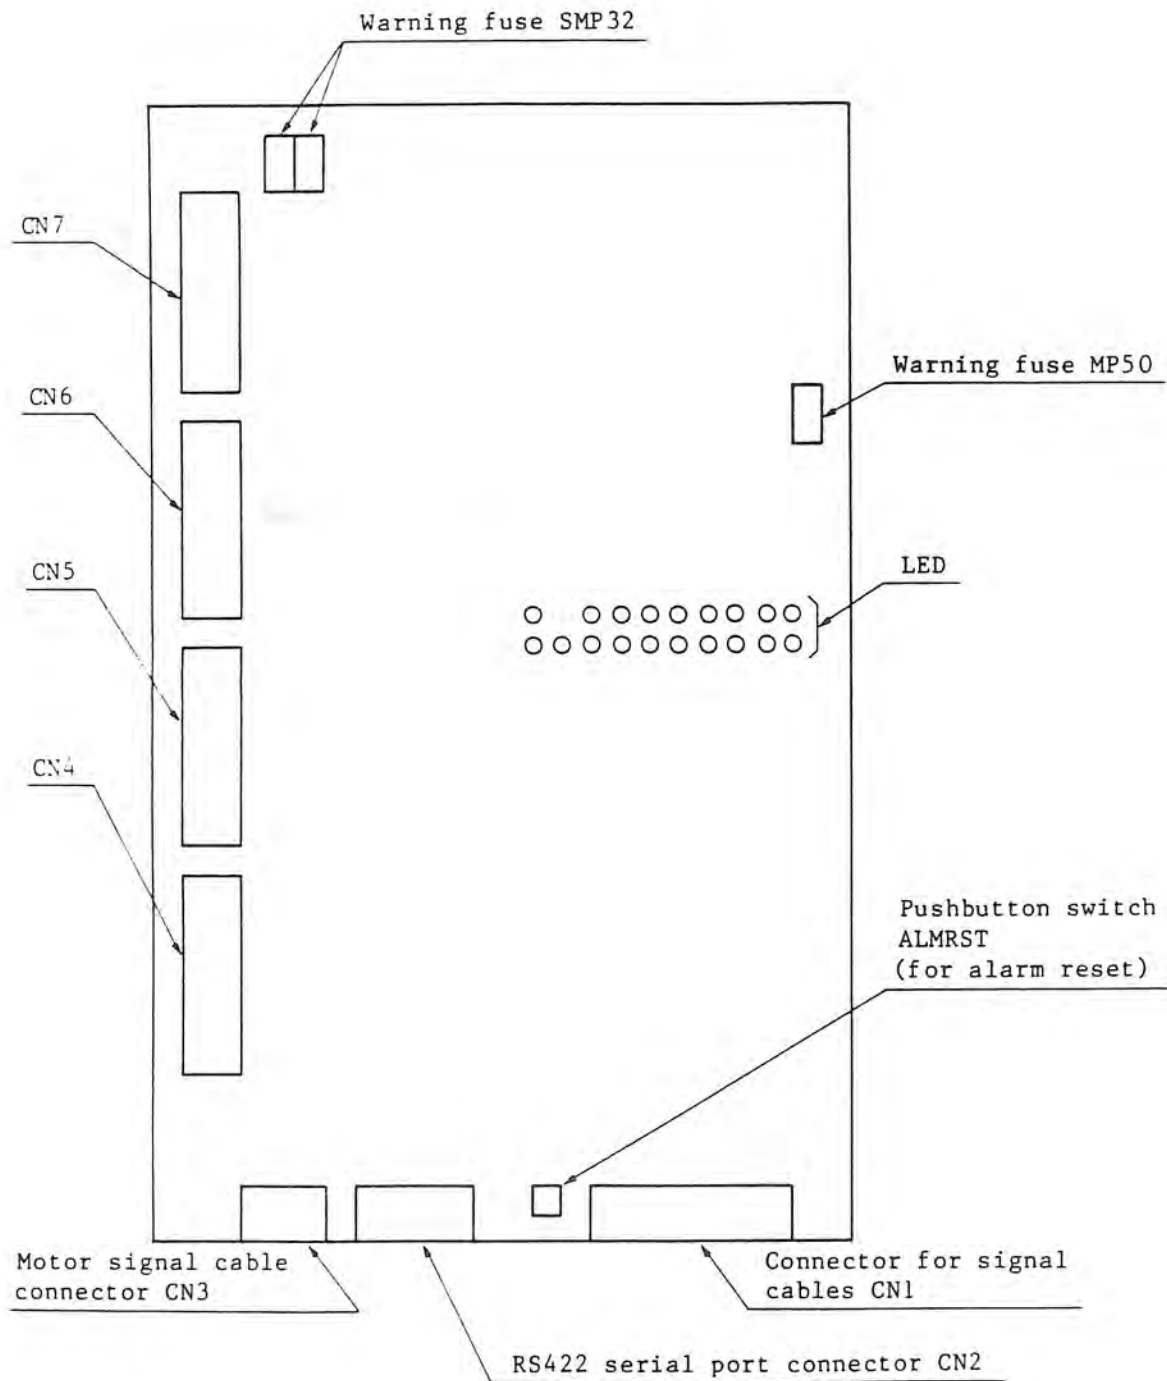 Warning fuse SMP32
CN7
Warning fuse MP50
CN6
LED
CN5
CN4
Pushbutton switch
ALMRST
(for alarm reset)
Motor signal cable
connector CN3
Connector for signal
cables CN1
RS422 serial port connector CN2